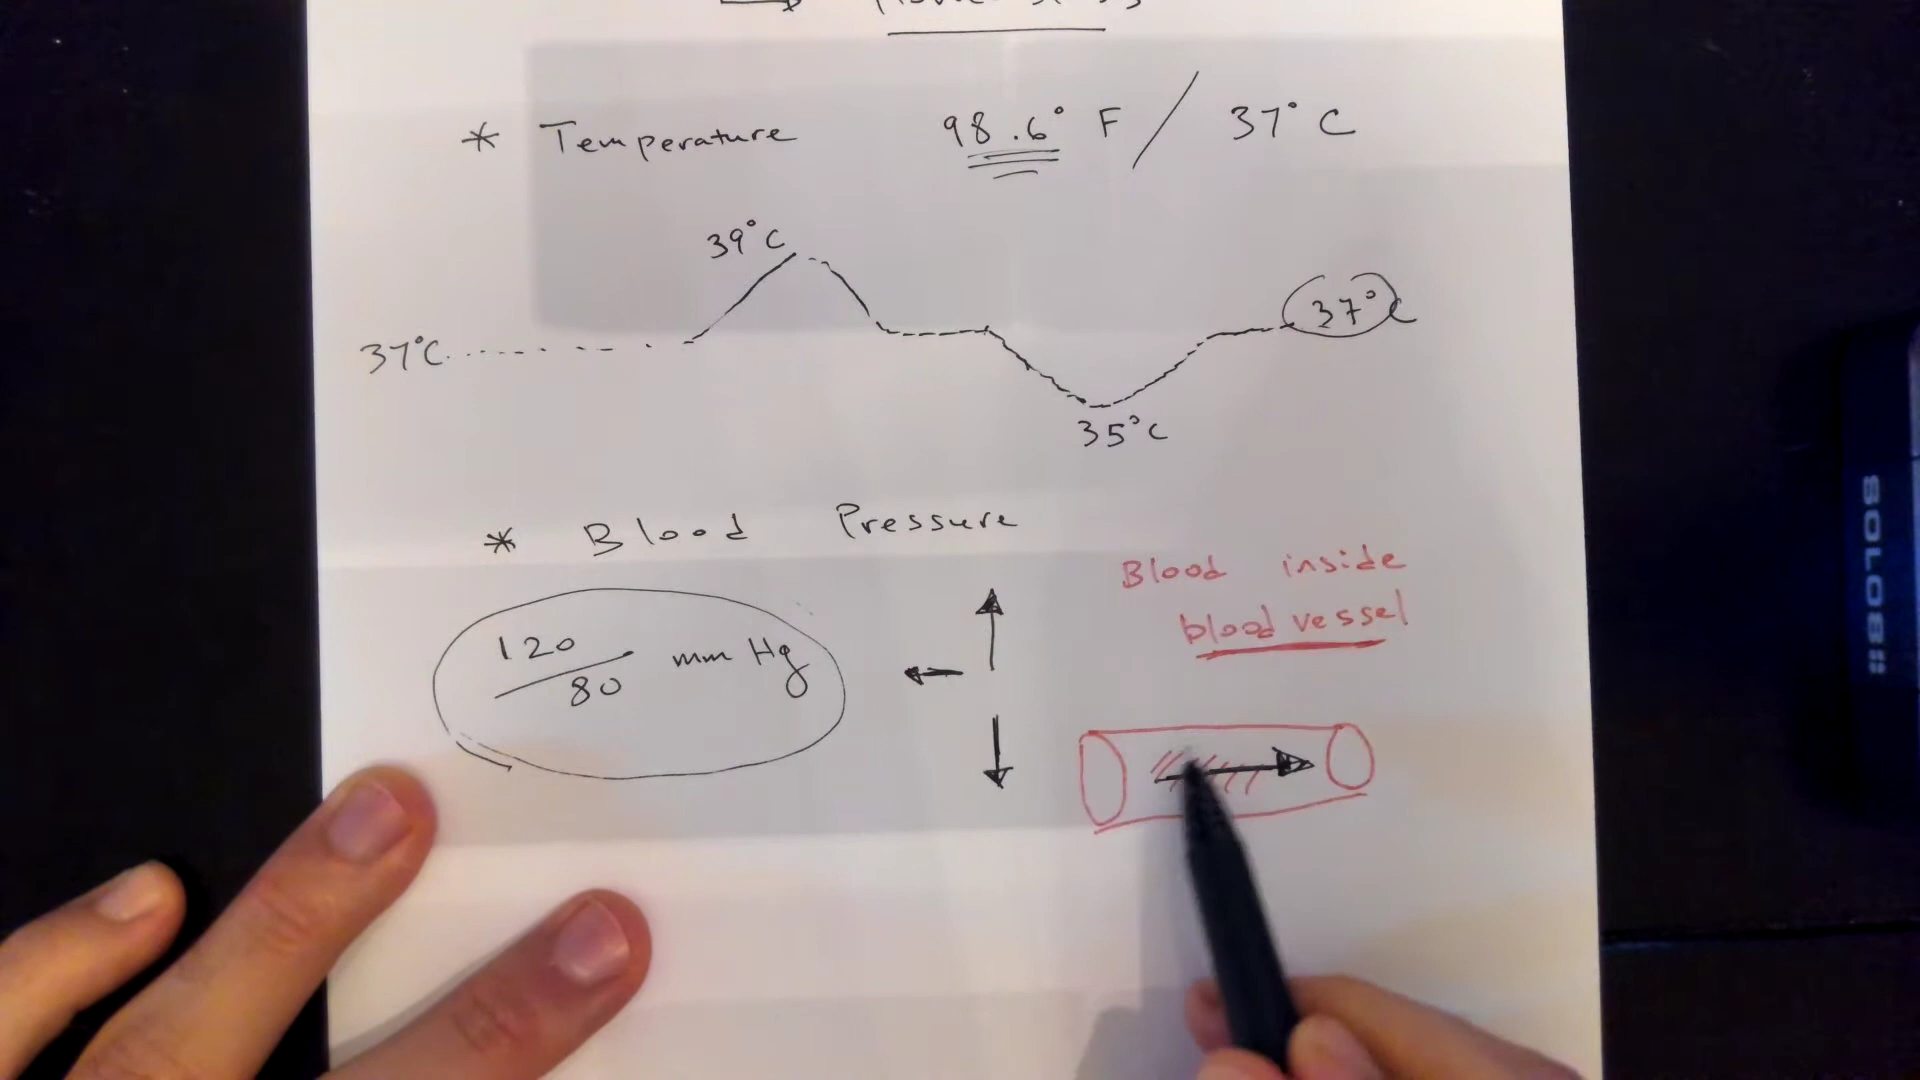 * Temperature 98.6° F / 37° C
39°C
37°C
37°C
35°C
* Blood Pressure
120/80 mm Hg
Blood inside
blood vessel
SOLO8#